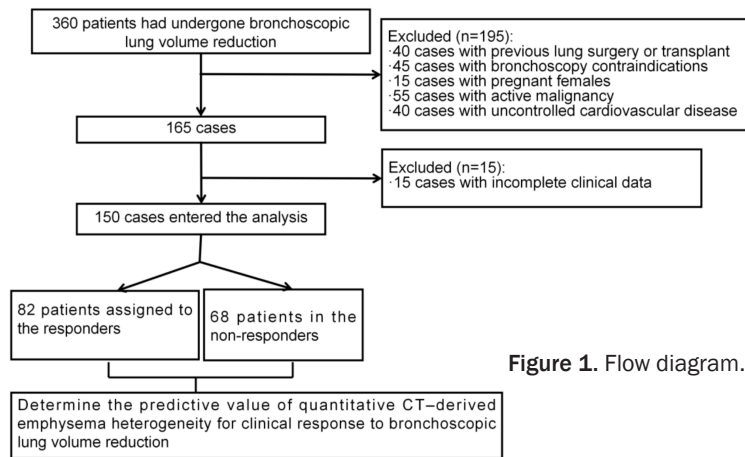 360 patients had undergone bronchoscopic
lung volume reduction
Excluded (n=195):
·40 cases with previous lung surgery or transplant
·45 cases with bronchoscopy contraindications
·15 cases with pregnant females
·55 cases with active malignancy
·40 cases with uncontrolled cardiovascular disease
165 cases
Excluded (n=15):
·15 cases with incomplete clinical data
150 cases entered the analysis
82 patients assigned to
the responders
68 patients in the
non-responders
Figure 1. Flow diagram.
Determine the predictive value of quantitative CT–derived
emphysema heterogeneity for clinical response to bronchoscopic
lung volume reduction